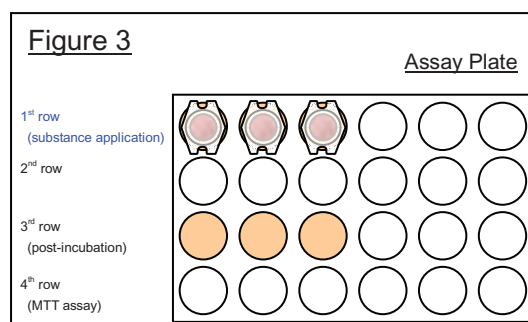 Figure 3
Assay Plate
1st row
(substance application)
2nd row
3rd row
(post-incubation)
4th row
(MTT assay)